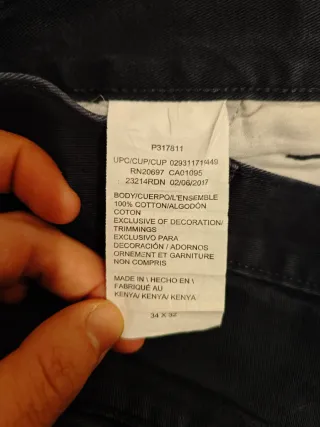 P317811
UPC/CUP/CUP 02931171449
RN20697 CA01095
23214RDN 02/06/2017
BODY/CUERPO/L'ENSEMBLE
100% COTTON/ALGODÓN
COTON
EXCLUSIVE OF DECORATION/
TRIMMINGS
EXCLUSIVO PARA
DECORACIÓN / ADORNOS
ORNEMENT ET GARNITURE
NON COMPRIS
MADE IN \ HECHO EN \
FABRIQUÉ AU
KENYA/ KENYA/ KENYA
34 X 32